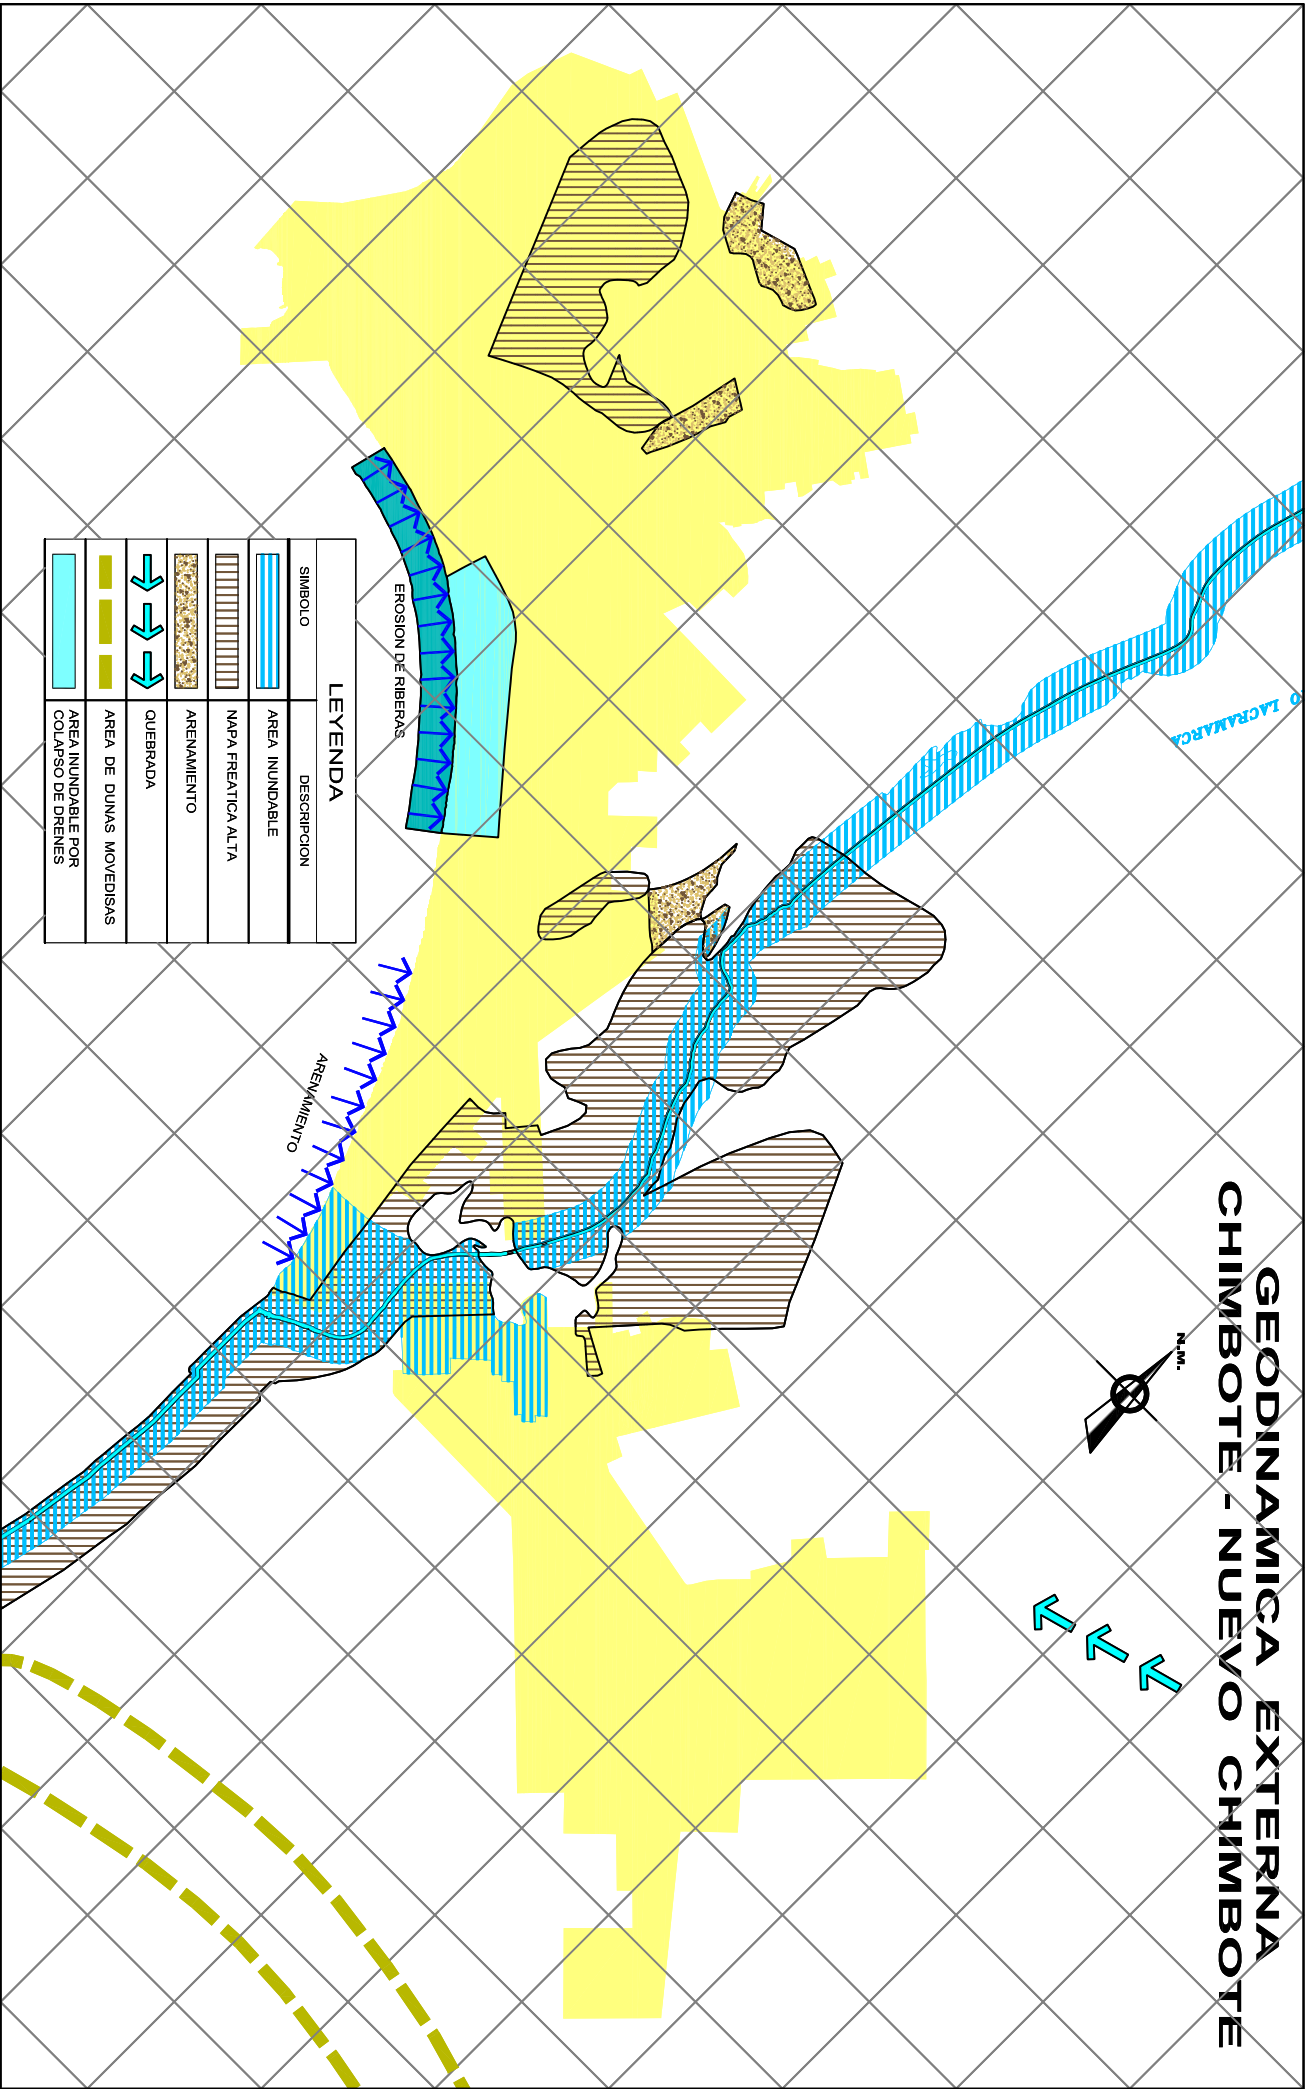 GEODINAMICA EXTERNA
CHIMBOTE - NUEVO CHIMBOTE
N.M.
O LACRAMARCA
EROSION DE RIBERAS
ARENAMIENTO
LEYENDA
SIMBOLO DESCRIPCION
AREA INUNDABLE
NAPA FREATICA ALTA
ARENAMIENTO
QUEBRADA
AREA DE DUNAS MOVEDISAS
AREA INUNDABLE POR
COLAPSO DE DRENES